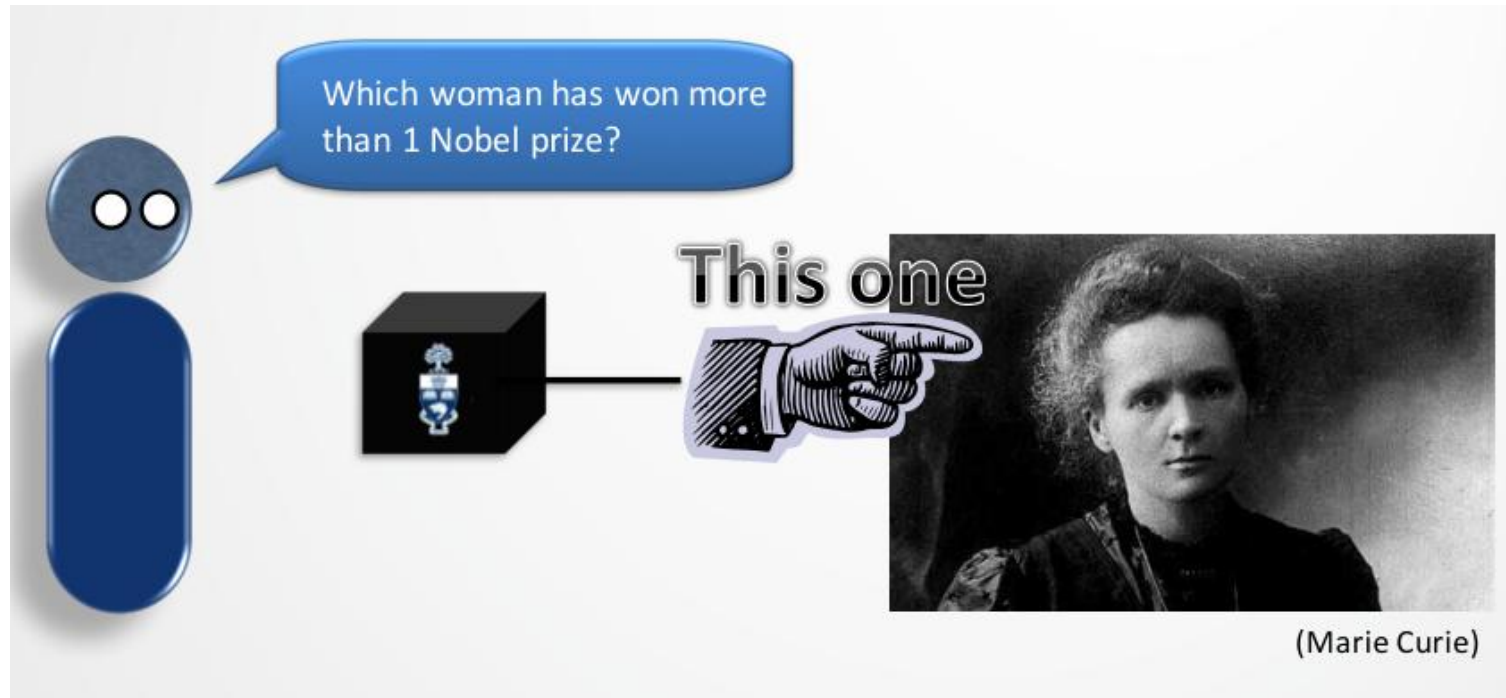 Which woman has won more
than 1 Nobel prize?
This one
(Marie Curie)